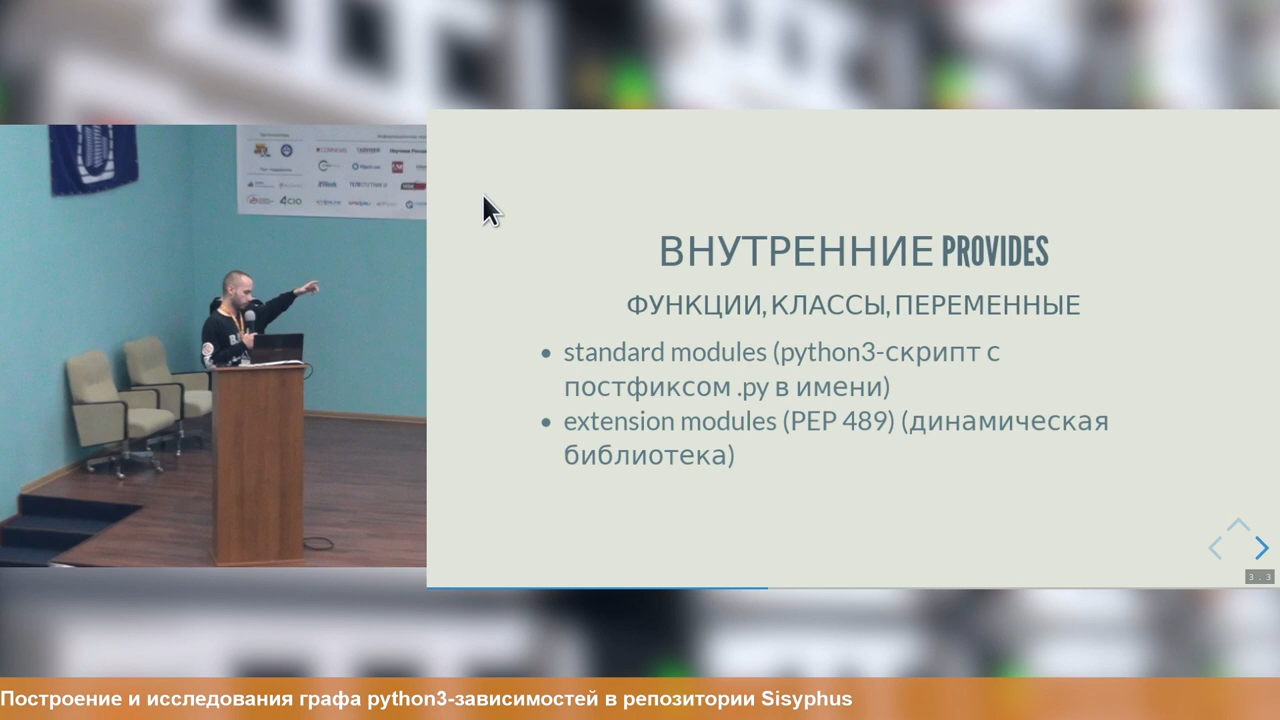 4CIO
ВНУТРЕННИЕ PROVIDES
ФУНКЦИИ, КЛАССЫ, ПЕРЕМЕННЫЕ
• standard modules (python3-скрипт с
постфиксом .py в имени)
• extension modules (PEP 489) (динамическая
библиотека)
3 . 3
Построение и исследования графа python3-зависимостей в репозитории Sisyphus